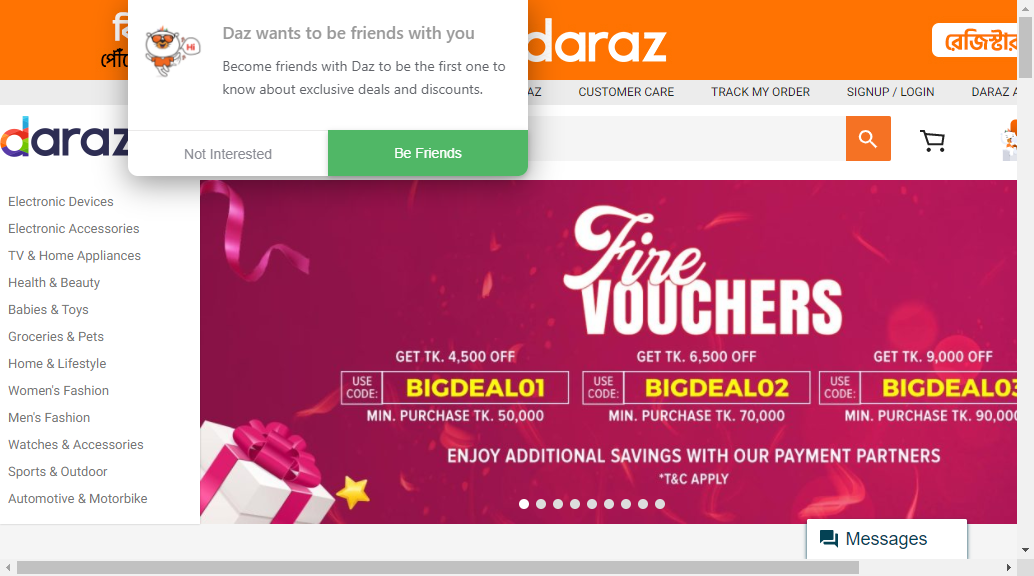 daraz
রেজিস্টার
Daz wants to be friends with you
Become friends with Daz to be the first one to
know about exclusive deals and discounts.
Not Interested
Be Friends
Hi
CUSTOMER CARE
TRACK MY ORDER
SIGNUP / LOGIN
DARAZ A
daraz
Electronic Devices
Electronic Accessories
TV & Home Appliances
Health & Beauty
Babies & Toys
Groceries & Pets
Home & Lifestyle
Women's Fashion
Men's Fashion
Watches & Accessories
Sports & Outdoor
Automotive & Motorbike
Fire
VOUCHERS
GET TK. 4,500 OFF
USE CODE: BIGDEAL01
MIN. PURCHASE TK. 50,000
GET TK. 6,500 OFF
USE CODE: BIGDEAL02
MIN. PURCHASE TK. 70,000
GET TK. 9,000 OFF
USE CODE: BIGDEAL03
MIN. PURCHASE TK. 90,000
ENJOY ADDITIONAL SAVINGS WITH OUR PAYMENT PARTNERS
*T&C APPLY
Messages